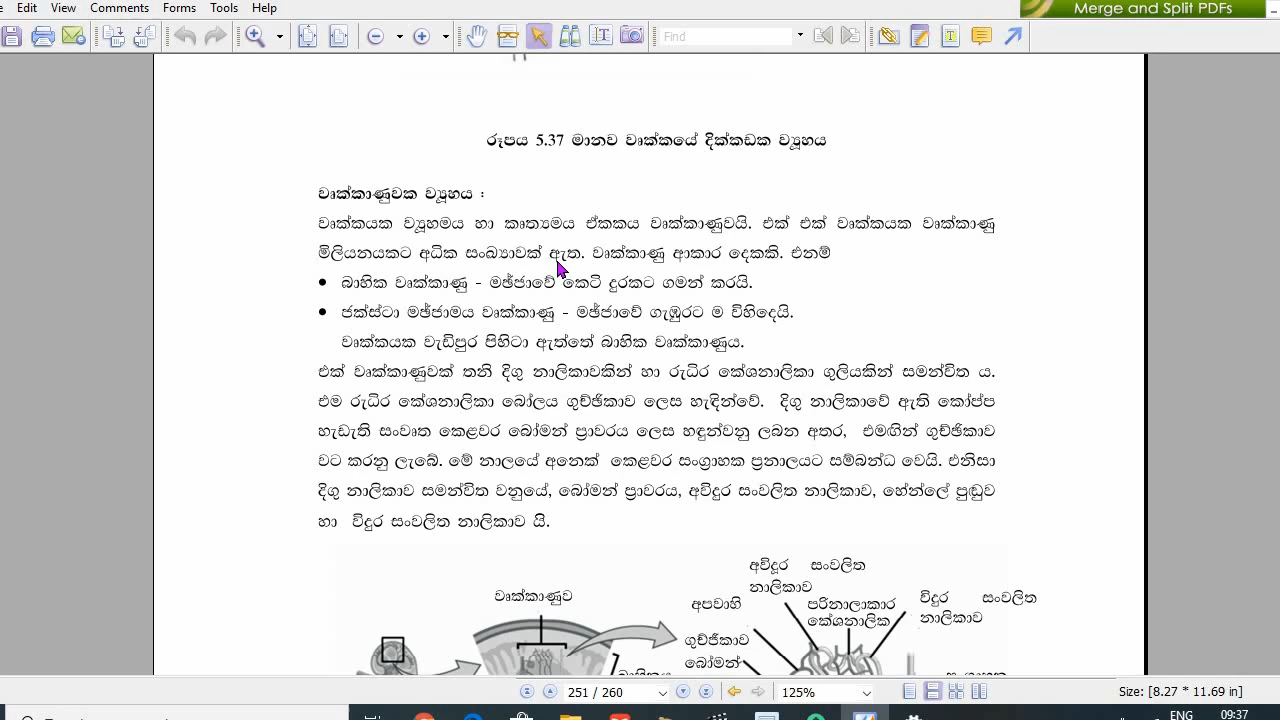 Edit View Comments Forms Tools Help
Merge and Split PDFs
Find
රූපය 5.37 මානව වෘක්කයේ දික්කඩක ව්‍යූහය
වෘක්කාණුවක ව්‍යූහය :
වෘක්කයක ව්‍යූහමය හා කෘත්‍යමය ඒකකය වෘක්කාණුවයි. එක් එක් වෘක්කයක වෘක්කාණු
මිලියනයකට අධික සංඛ්‍යාවක් ඇත. වෘක්කාණු ආකාර දෙකකි. එනම්
• බාහික වෘක්කාණු - මඡ්ජාවේ කෙටි දුරකට ගමන් කරයි.
• ජක්ස්ටා මඡ්ජාමය වෘක්කාණු - මඡ්ජාවේ ගැඹුරට ම විහිදෙයි.
වෘක්කයක වැඩිපුර පිහිටා ඇත්තේ බාහික වෘක්කාණුය.
එක් වෘක්කාණුවක් තනි දිගු නාලිකාවකින් හා රුධිර කේශනාලිකා ගුලියකින් සමන්විත ය.
එම රුධිර කේශනාලිකා බෝලය ගුච්ඡිකාව ලෙස හැඳින්වේ. දිගු නාලිකාවේ ඇති කෝප්ප
හැඩැති සංවෘත කෙළවර බෝමන් ප්‍රාවරය ලෙස හඳුන්වනු ලබන අතර, එමඟින් ගුච්ඡිකාව
වට කරනු ලැබේ. මේ නාලයේ අනෙක් කෙළවර සංග්‍රාහක ප්‍රනාලයට සම්බන්ධ වෙයි. එනිසා
දිගු නාලිකාව සමන්විත වනුයේ, බෝමන් ප්‍රාවරය, අවිදුර සංවලිත නාලිකාව, හේන්ලේ පුඬුව
හා විදුර සංවලිත නාලිකාව යි.
අවිදුර සංවලිත
නාලිකාව
වෘක්කාණුව
අපවාහි
පරිනාලාකාර
කේශනාලික
විදුර සංවලිත
නාලිකාව
ගුච්ඡිකාව
බෝමන්
251 / 260
125%
Size: [8.27 * 11.69 in]
ENG
09:37